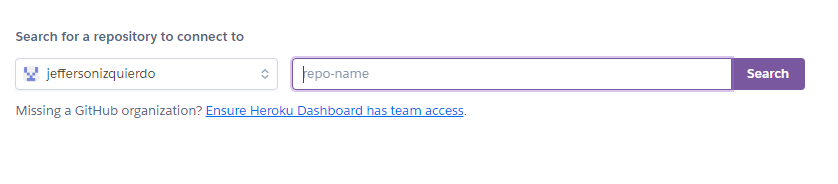 Search for a repository to connect to
jeffersonizquierdo repo-name Search
Missing a GitHub organization? Ensure Heroku Dashboard has team access.